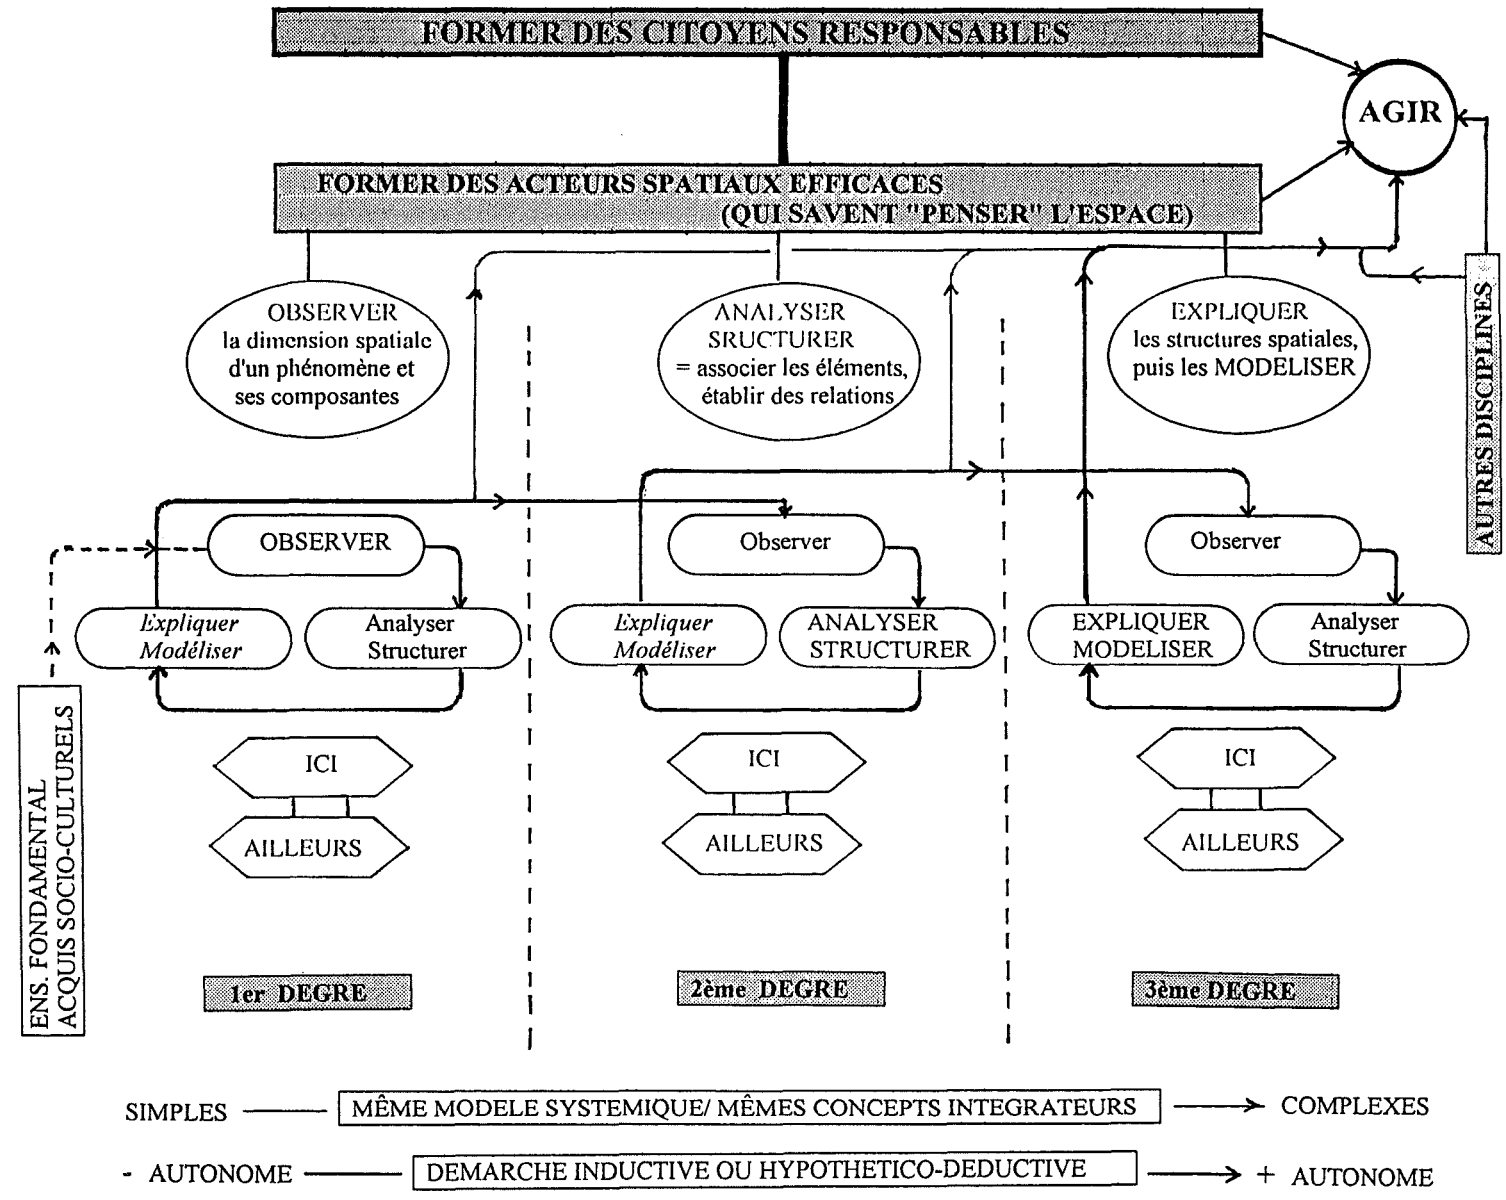 FORMER DES CITOYENS RESPONSABLES
AGIR
FORMER DES ACTEURS SPATIAUX EFFICACES
(QUI SAVENT "PENSER" L'ESPACE)
OBSERVER
la dimension spatiale
d'un phénomène et
ses composantes
ANALYSER
SRUCTURER
= associer les éléments,
établir des relations
EXPLIQUER
les structures spatiales,
puis les MODELISER
AUTRES DISCIPLINES
OBSERVER
Expliquer
Modéliser
Analyser
Structurer
Observer
Expliquer
Modéliser
ANALYSER
STRUCTURER
Observer
EXPLIQUER
MODELISER
Analyser
Structurer
ICI
AILLEURS
ICI
AILLEURS
ICI
AILLEURS
ENS. FONDAMENTAL
ACQUIS SOCIO-CULTURELS
1er DEGRE
2ème DEGRE
3ème DEGRE
SIMPLES
MÊME MODELE SYSTEMIQUE/ MÊMES CONCEPTS INTEGRATEURS
COMPLEXES
- AUTONOME
DEMARCHE INDUCTIVE OU HYPOTHETICO-DEDUCTIVE
+ AUTONOME